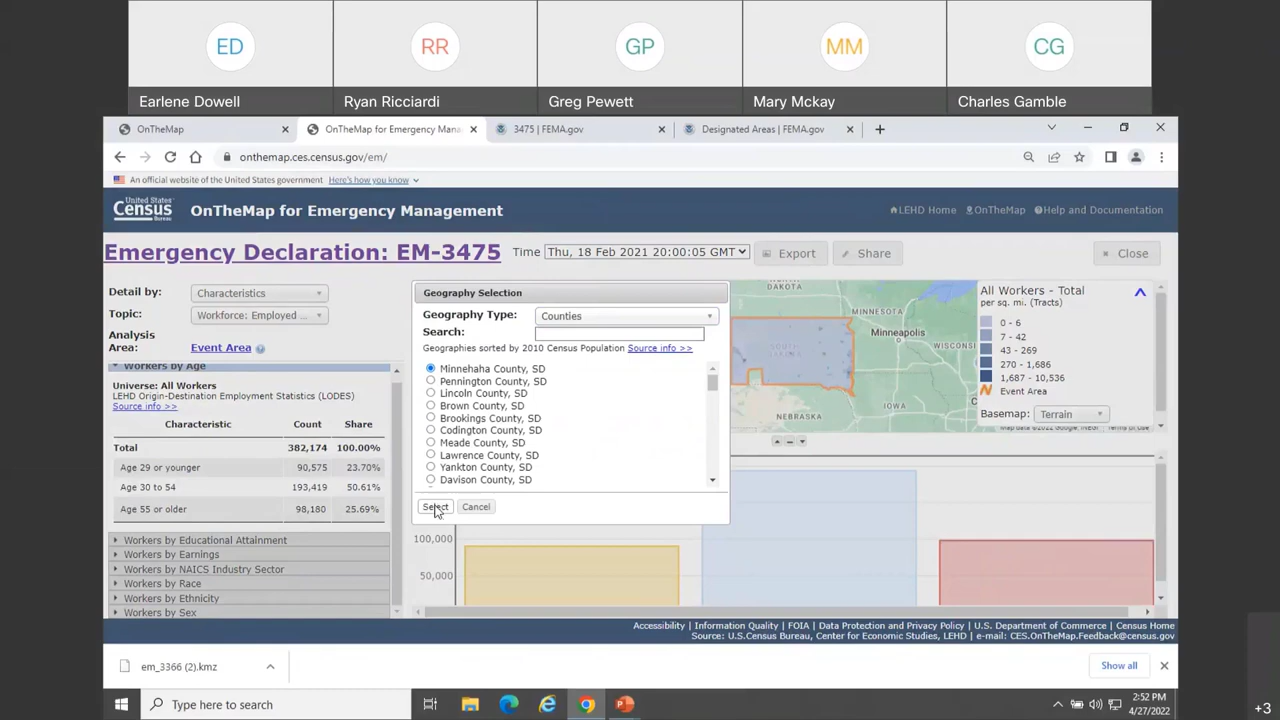 ED RR GP MM CG
Earlene Dowell Ryan Ricciardi Greg Pewett Mary Mckay Charles Gamble
OnTheMap OnTheMap for Emergency Mana 3475 | FEMA.gov Designated Areas | FEMA.gov
onthemap.ces.census.gov/em/
An official website of the United States government Here's how you know
United States Census Bureau
OnTheMap for Emergency Management LEHD Home OnTheMap Help and Documentation
Emergency Declaration: EM-3475 Time Thu, 18 Feb 2021 20:00:05 GMT Export Share Close
Detail by: Characteristics
Topic: Workforce: Employed ...
Analysis
Area: Event Area
Workers by Age
Universe: All Workers
LEHD Origin-Destination Employment Statistics (LODES)
Source info >>
Characteristic Count Share
Total 382,174 100.00%
Age 29 or younger 90,575 23.70%
Age 30 to 54 193,419 50.61%
Age 55 or older 98,180 25.69%
Workers by Educational Attainment
Workers by Earnings
Workers by NAICS Industry Sector
Workers by Race
Workers by Ethnicity
Workers by Sex
Geography Selection
Geography Type: Counties
Search:
Geographies sorted by 2010 Census Population Source info >>
Minnehaha County, SD
Pennington County, SD
Lincoln County, SD
Brown County, SD
Brookings County, SD
Codington County, SD
Meade County, SD
Lawrence County, SD
Yankton County, SD
Davison County, SD
Select Cancel
DAKOTA
Minneapolis
SOUTH
DAKOTA
WISCONSIN
IOWA
NEBRASKA
All Workers - Total
per sq. mi. (Tracts)
0 - 6
7 - 42
43 - 269
270 - 1,686
1,687 - 10,536
Event Area
Basemap: Terrain
100,000
50,000
Accessibility | Information Quality | FOIA | Data Protection and Privacy Policy | U.S. Department of Commerce | Census Home
Source: U.S.Census Bureau, Center for Economic Studies, LEHD | e-mail: CES.OnTheMap.Feedback@census.gov
em_3366 (2).kmz Show all
Type here to search
2:52 PM
4/27/2022
+3